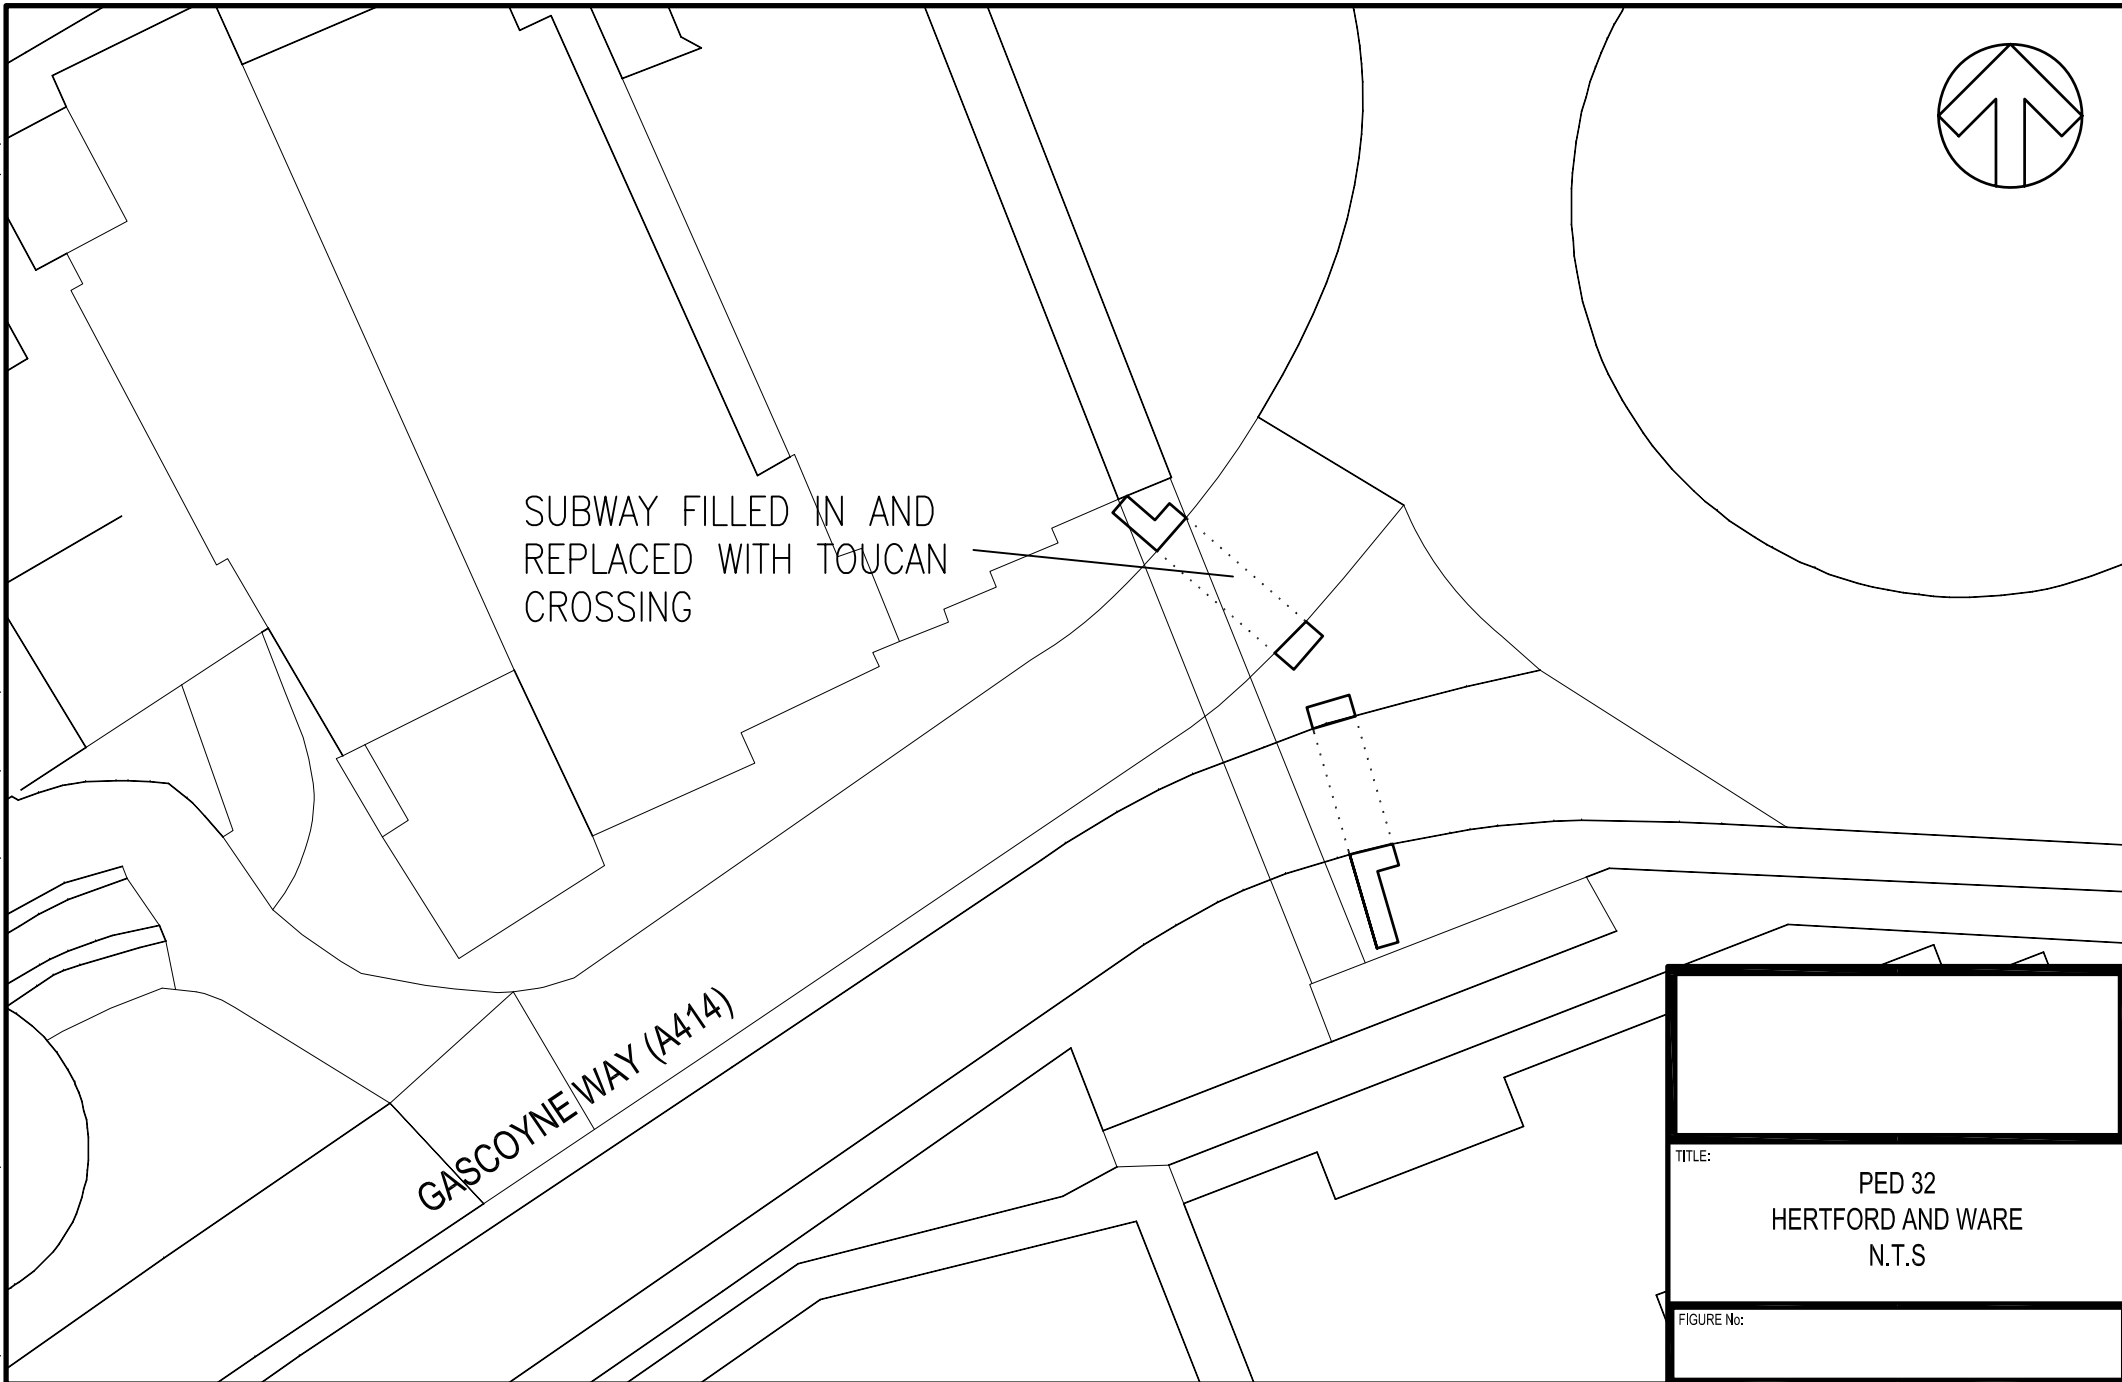 SUBWAY FILLED IN AND
REPLACED WITH TOUCAN
CROSSING
GASCOYNE WAY (A414)
TITLE:
PED 32
HERTFORD AND WARE
N.T.S
FIGURE No: